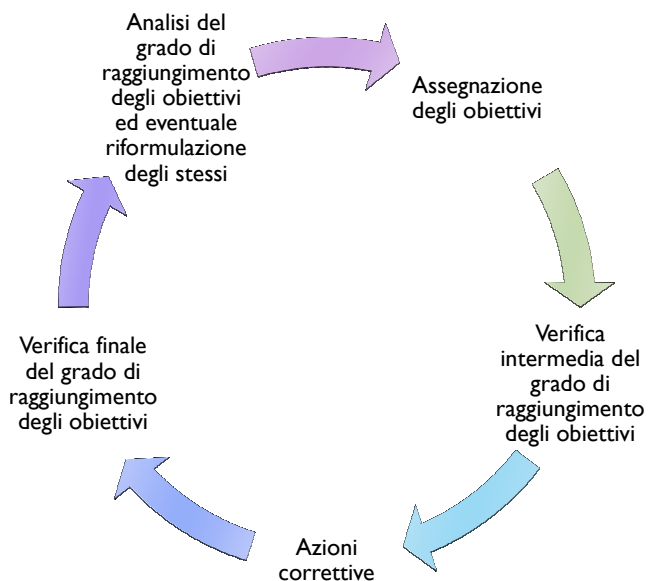 Analisi del
grado di
raggiungimento
degli obiettivi
ed eventuale
riformulazione
degli stessi
Assegnazione
degli obiettivi
Verifica
intermedia del
grado di
raggiungimento
degli obiettivi
Azioni
correttive
Verifica finale
del grado di
raggiungimento
degli obiettivi